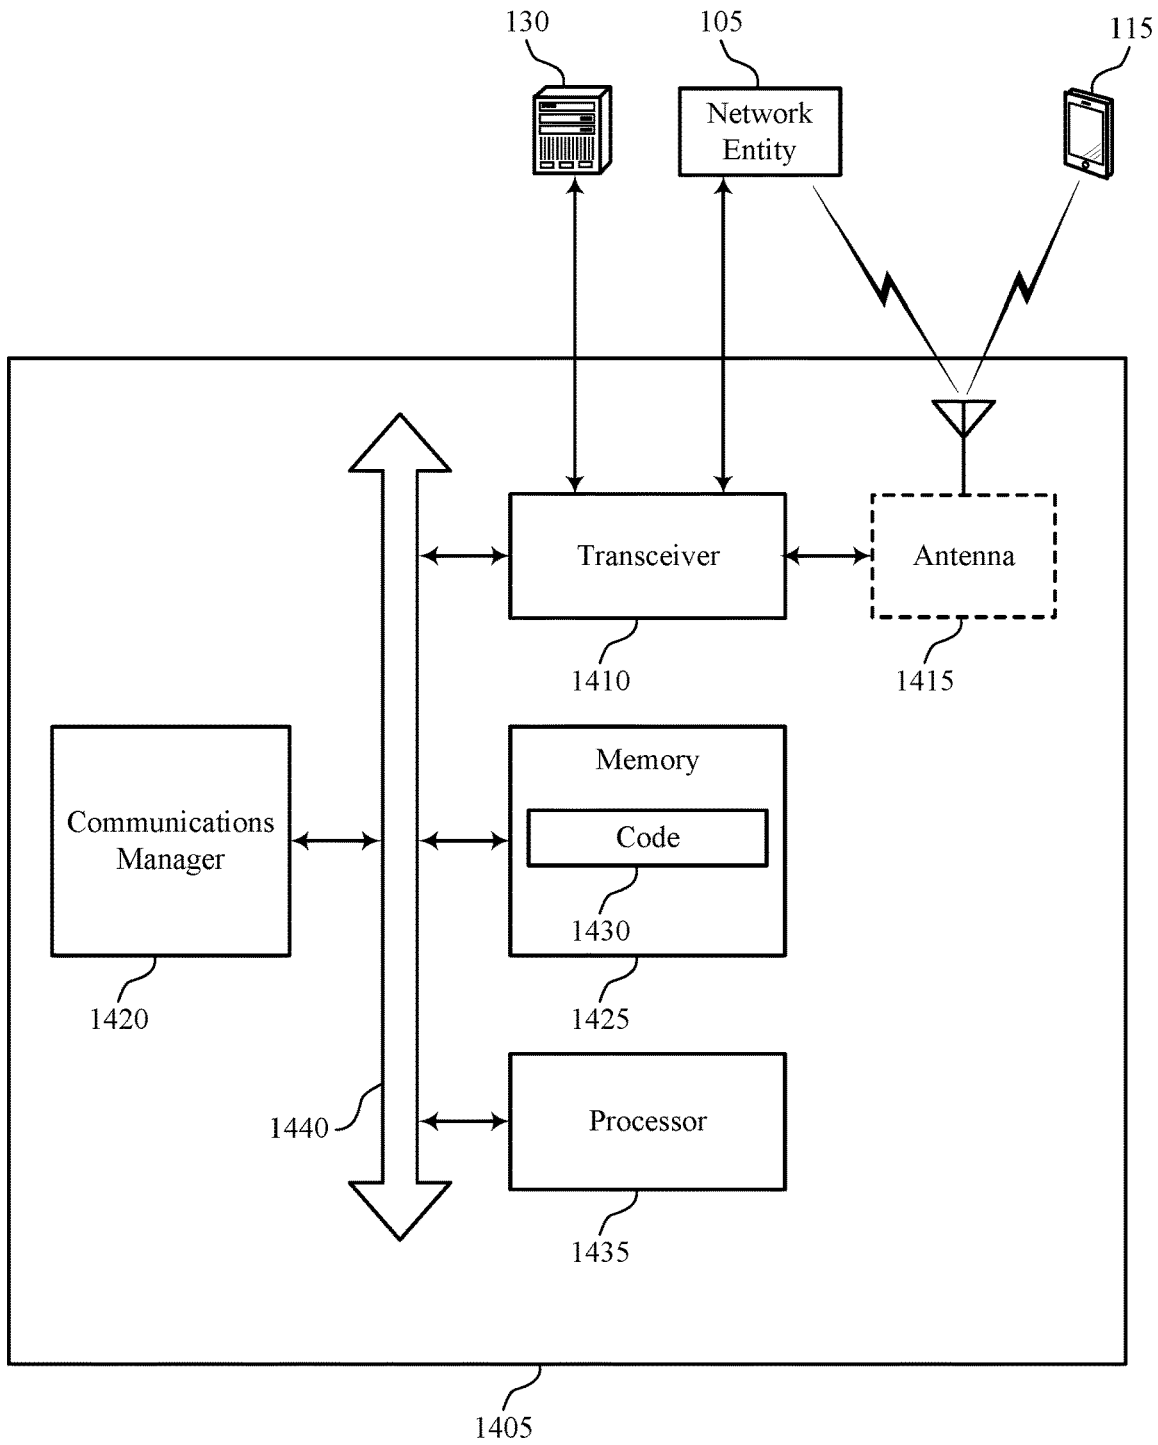 130
105
115
Network
Entity
Transceiver
Antenna
1410
1415
Communications
Manager
Memory
Code
1430
1420
1425
1440
Processor
1435
1405